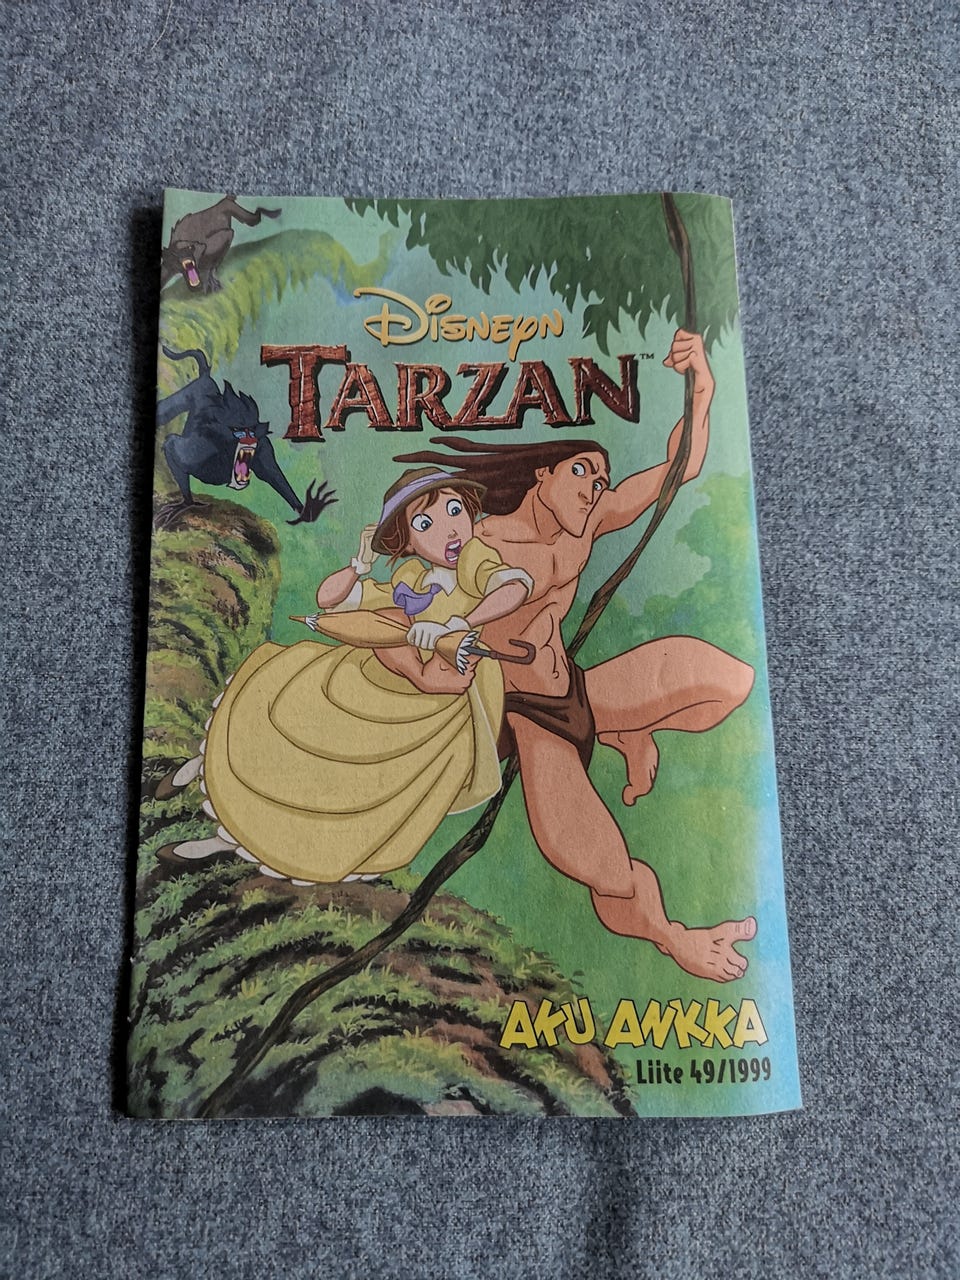 Disneyn
TARZAN™
AKU ANKKA
Liite 49/1999